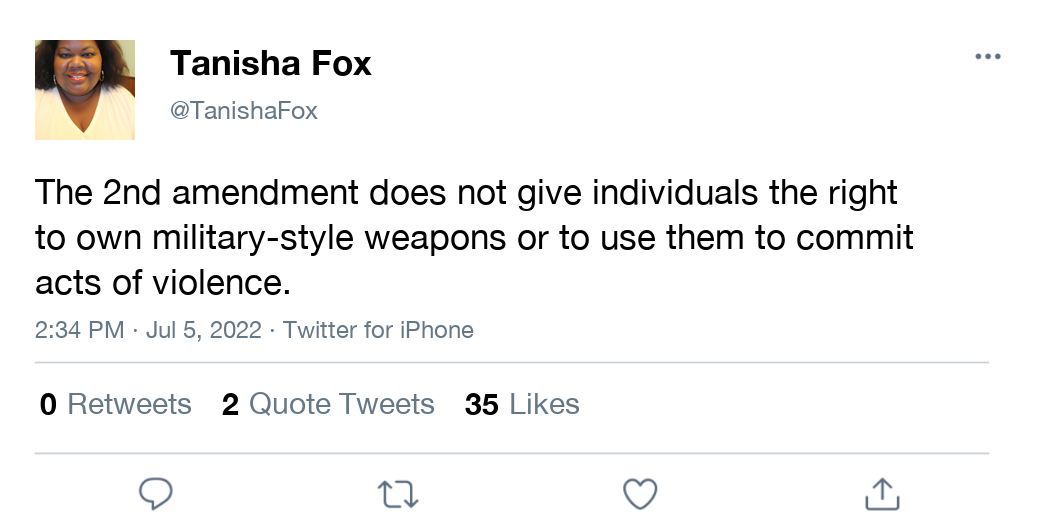 Tanisha Fox
@TanishaFox
The 2nd amendment does not give individuals the right
to own military-style weapons or to use them to commit
acts of violence.
2:34 PM · Jul 5, 2022 · Twitter for iPhone
0 Retweets 2 Quote Tweets 35 Likes